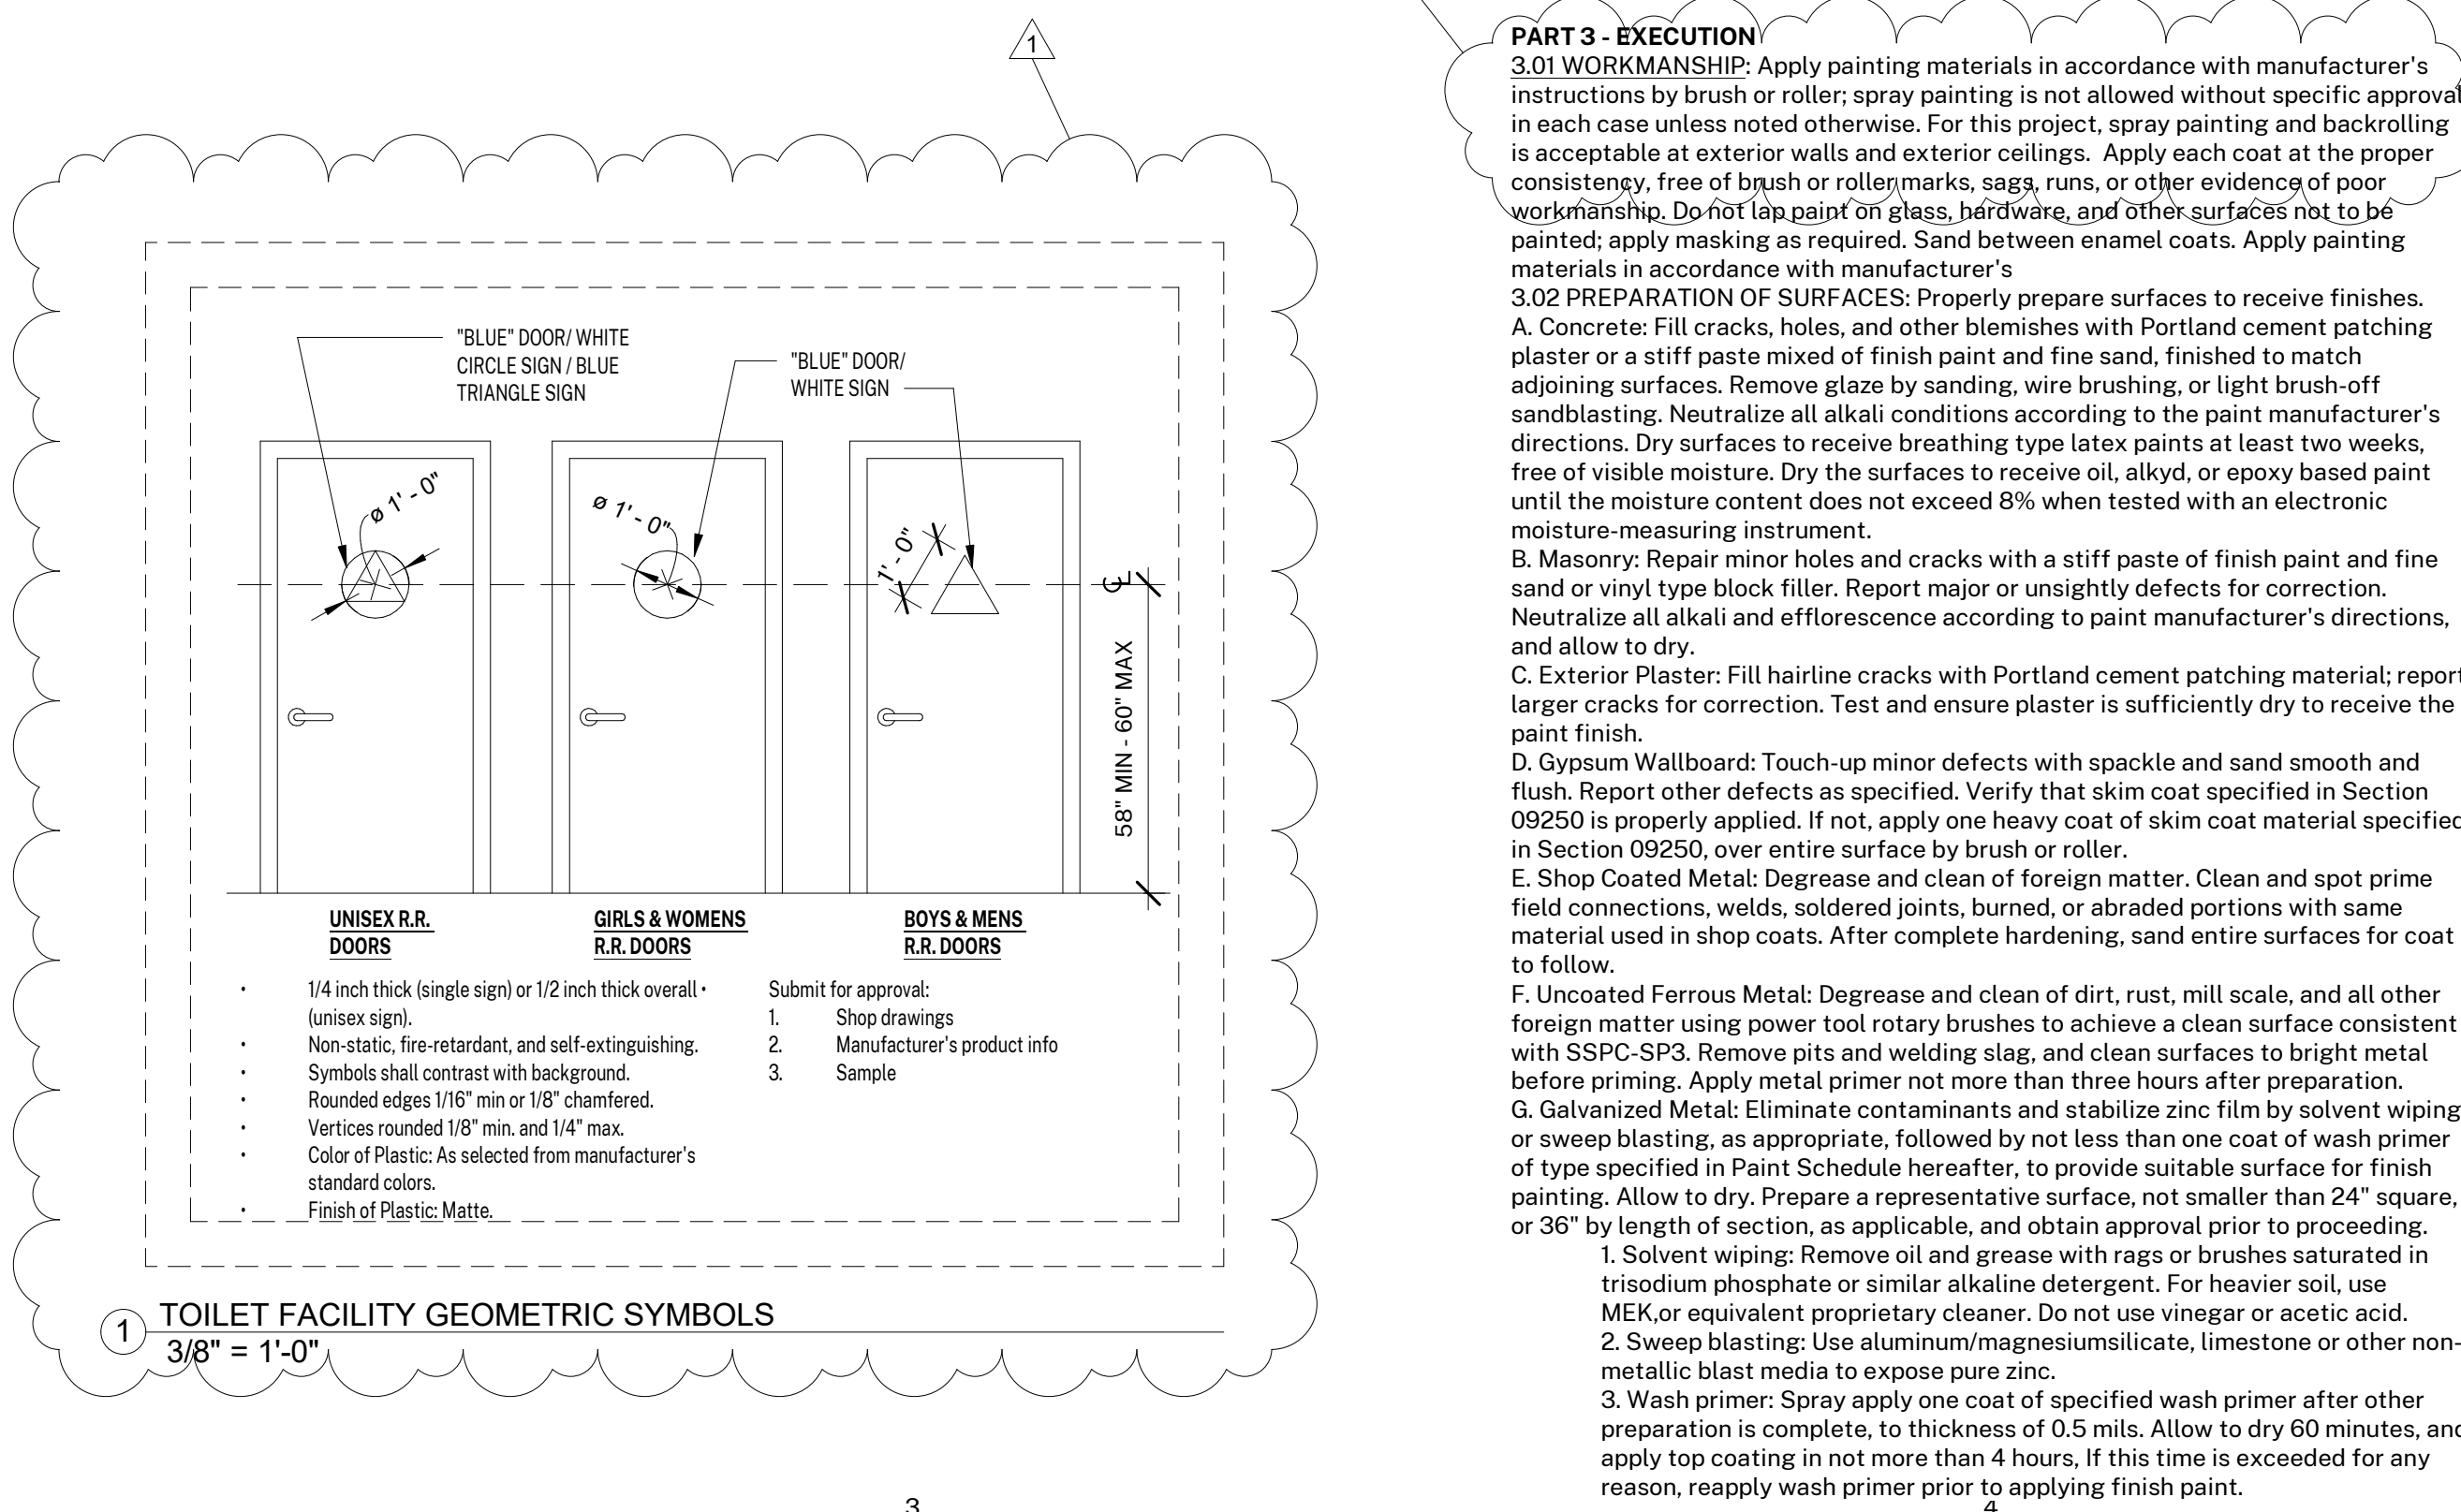 1
"BLUE" DOOR/ WHITE
CIRCLE SIGN / BLUE
TRIANGLE SIGN
"BLUE" DOOR/
WHITE SIGN
ø 1' - 0"
ø 1' - 0"
1' - 0"
CL
58" MIN - 60" MAX
UNISEX R.R.
DOORS
GIRLS & WOMENS
R.R. DOORS
BOYS & MENS
R.R. DOORS
• 1/4 inch thick (single sign) or 1/2 inch thick overall •
(unisex sign).
• Non-static, fire-retardant, and self-extinguishing.
• Symbols shall contrast with background.
• Rounded edges 1/16" min or 1/8" chamfered.
• Vertices rounded 1/8" min. and 1/4" max.
• Color of Plastic: As selected from manufacturer's
standard colors.
• Finish of Plastic: Matte.
Submit for approval:
1. Shop drawings
2. Manufacturer's product info
3. Sample
1 TOILET FACILITY GEOMETRIC SYMBOLS
3/8" = 1'-0"
3
PART 3 - EXECUTION
3.01 WORKMANSHIP: Apply painting materials in accordance with manufacturer's
instructions by brush or roller; spray painting is not allowed without specific approval
in each case unless noted otherwise. For this project, spray painting and backrolling
is acceptable at exterior walls and exterior ceilings. Apply each coat at the proper
consistency, free of brush or roller marks, sags, runs, or other evidence of poor
workmanship. Do not lap paint on glass, hardware, and other surfaces not to be
painted; apply masking as required. Sand between enamel coats. Apply painting
materials in accordance with manufacturer's
3.02 PREPARATION OF SURFACES: Properly prepare surfaces to receive finishes.
A. Concrete: Fill cracks, holes, and other blemishes with Portland cement patching
plaster or a stiff paste mixed of finish paint and fine sand, finished to match
adjoining surfaces. Remove glaze by sanding, wire brushing, or light brush-off
sandblasting. Neutralize all alkali conditions according to the paint manufacturer's
directions. Dry surfaces to receive breathing type latex paints at least two weeks,
free of visible moisture. Dry the surfaces to receive oil, alkyd, or epoxy based paint
until the moisture content does not exceed 8% when tested with an electronic
moisture-measuring instrument.
B. Masonry: Repair minor holes and cracks with a stiff paste of finish paint and fine
sand or vinyl type block filler. Report major or unsightly defects for correction.
Neutralize all alkali and efflorescence according to paint manufacturer's directions,
and allow to dry.
C. Exterior Plaster: Fill hairline cracks with Portland cement patching material; report
larger cracks for correction. Test and ensure plaster is sufficiently dry to receive the
paint finish.
D. Gypsum Wallboard: Touch-up minor defects with spackle and sand smooth and
flush. Report other defects as specified. Verify that skim coat specified in Section
09250 is properly applied. If not, apply one heavy coat of skim coat material specified
in Section 09250, over entire surface by brush or roller.
E. Shop Coated Metal: Degrease and clean of foreign matter. Clean and spot prime
field connections, welds, soldered joints, burned, or abraded portions with same
material used in shop coats. After complete hardening, sand entire surfaces for coat
to follow.
F. Uncoated Ferrous Metal: Degrease and clean of dirt, rust, mill scale, and all other
foreign matter using power tool rotary brushes to achieve a clean surface consistent
with SSPC-SP3. Remove pits and welding slag, and clean surfaces to bright metal
before priming. Apply metal primer not more than three hours after preparation.
G. Galvanized Metal: Eliminate contaminants and stabilize zinc film by solvent wiping
or sweep blasting, as appropriate, followed by not less than one coat of wash primer
of type specified in Paint Schedule hereafter, to provide suitable surface for finish
painting. Allow to dry. Prepare a representative surface, not smaller than 24" square,
or 36" by length of section, as applicable, and obtain approval prior to proceeding.
1. Solvent wiping: Remove oil and grease with rags or brushes saturated in
trisodium phosphate or similar alkaline detergent. For heavier soil, use
MEK,or equivalent proprietary cleaner. Do not use vinegar or acetic acid.
2. Sweep blasting: Use aluminum/magnesiumsilicate, limestone or other non-
metallic blast media to expose pure zinc.
3. Wash primer: Spray apply one coat of specified wash primer after other
preparation is complete, to thickness of 0.5 mils. Allow to dry 60 minutes, and
apply top coating in not more than 4 hours, If this time is exceeded for any
reason, reapply wash primer prior to applying finish paint.
4